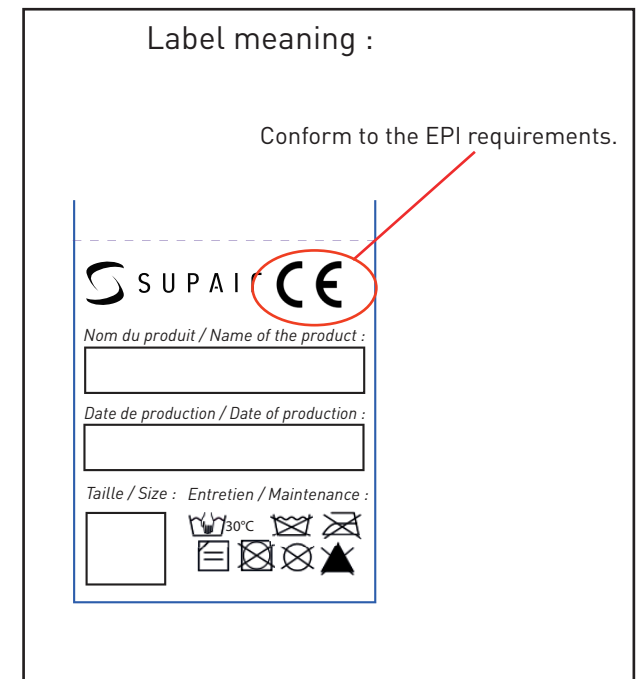 Label meaning :
Conform to the EPI requirements.
SUPAIR CE
Nom du produit / Name of the product :
Date de production / Date of production :
Taille / Size : Entretien / Maintenance :
30°C